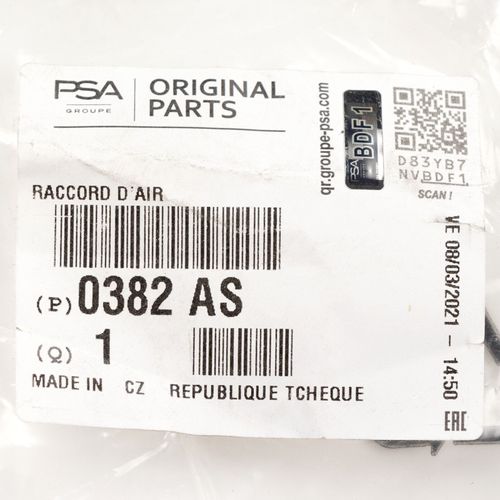 PSA
GROUPE
ORIGINAL
PARTS
qr.groupe-psa.com
PSA BDF1
D83YB7
NVBDF1
SCAN!
RACCORD D'AIR
(P) 0382 AS
(Q) 1
MADE IN CZ REPUBLIQUE TCHEQUE
VE 08/03/2021 - 14:50
EAC